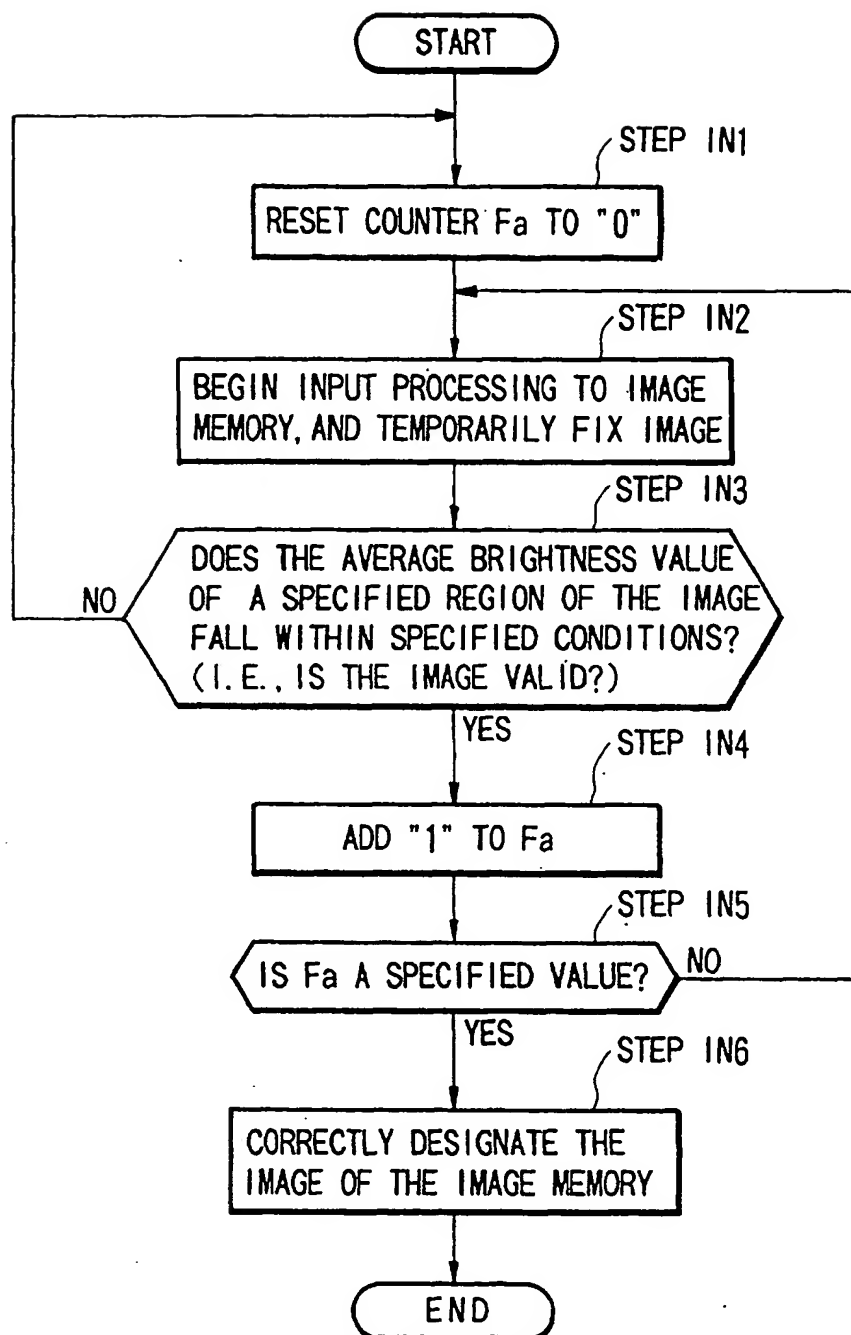 START
STEP IN1
RESET COUNTER Fa TO "0"
STEP IN2
BEGIN INPUT PROCESSING TO IMAGE
MEMORY, AND TEMPORARILY FIX IMAGE
STEP IN3
DOES THE AVERAGE BRIGHTNESS VALUE
OF A SPECIFIED REGION OF THE IMAGE
FALL WITHIN SPECIFIED CONDITIONS?
(I.E., IS THE IMAGE VALID?)
NO
YES
STEP IN4
ADD "1" TO Fa
STEP IN5
IS Fa A SPECIFIED VALUE?
NO
YES
STEP IN6
CORRECTLY DESIGNATE THE
IMAGE OF THE IMAGE MEMORY
END